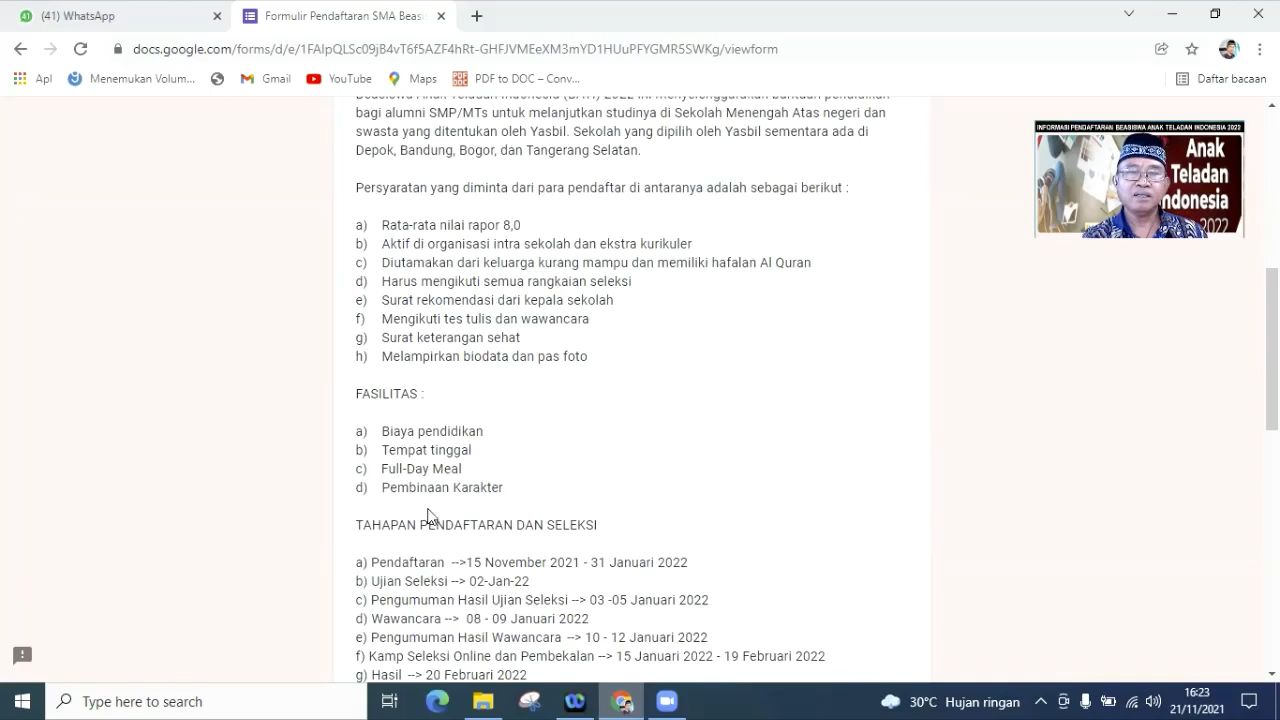 (41) WhatsApp
Formulir Pendaftaran SMA Beas
docs.google.com/forms/d/e/1FAIpQLSc09jB4vT6f5AZF4hRt-GHFJVMEeXM3mYD1HUuPFYGMR5SWKg/viewform
Apl
Menemukan Volum...
Gmail
YouTube
Maps
PDF to DOC – Conv...
Daftar bacaan
bagi alumni SMP/MTs untuk melanjutkan studinya di Sekolah Menengah Atas negeri dan
swasta yang ditentukan oleh Yasbil. Sekolah yang dipilih oleh Yasbil sementara ada di
Depok, Bandung, Bogor, dan Tangerang Selatan.
Persyaratan yang diminta dari para pendaftar di antaranya adalah sebagai berikut :
a) Rata-rata nilai rapor 8,0
b) Aktif di organisasi intra sekolah dan ekstra kurikuler
c) Diutamakan dari keluarga kurang mampu dan memiliki hafalan Al Quran
d) Harus mengikuti semua rangkaian seleksi
e) Surat rekomendasi dari kepala sekolah
f) Mengikuti tes tulis dan wawancara
g) Surat keterangan sehat
h) Melampirkan biodata dan pas foto
FASILITAS :
a) Biaya pendidikan
b) Tempat tinggal
c) Full-Day Meal
d) Pembinaan Karakter
TAHAPAN PENDAFTARAN DAN SELEKSI
a) Pendaftaran -->15 November 2021 - 31 Januari 2022
b) Ujian Seleksi --> 02-Jan-22
c) Pengumuman Hasil Ujian Seleksi --> 03 -05 Januari 2022
d) Wawancara --> 08 - 09 Januari 2022
e) Pengumuman Hasil Wawancara --> 10 - 12 Januari 2022
f) Kamp Seleksi Online dan Pembekalan --> 15 Januari 2022 - 19 Februari 2022
g) Hasil --> 20 Februari 2022
INFORMASI PENDAFTARAN BEASISWA ANAK TELADAN INDONESIA 2022
Anak
Teladan
ndonesia
2022
Type here to search
30°C Hujan ringan
16:23
21/11/2021